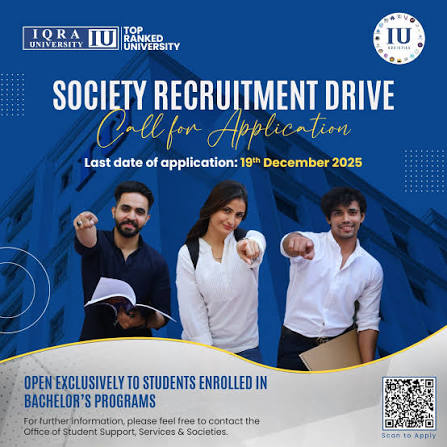 IQRA
UNIVERSITY
IU
TOP
RANKED
UNIVERSITY
IU
SOCIETIES
SOCIETY RECRUITMENT DRIVE
Call for Application
Last date of application: 19th December 2025
OPEN EXCLUSIVELY TO STUDENTS ENROLLED IN
BACHELOR'S PROGRAMS
For further information, please feel free to contact the
Office of Student Support, Services & Societies.
Scan to Apply